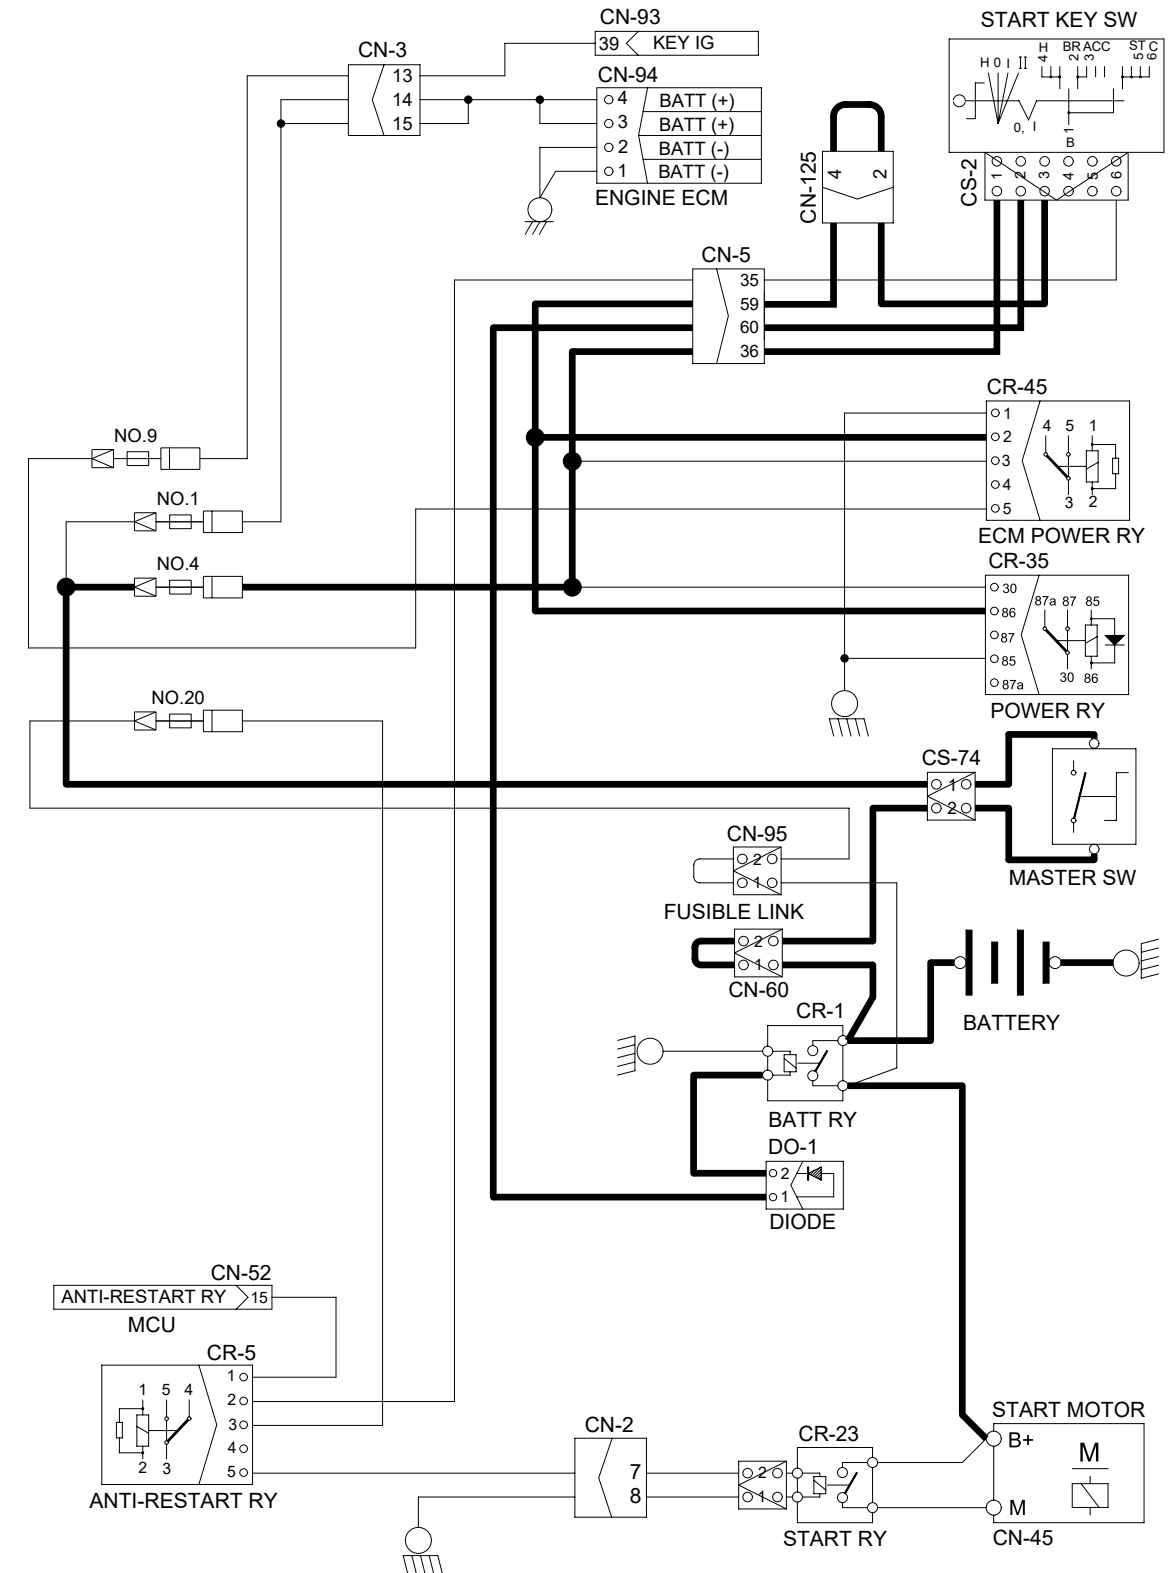 CN-93
39 KEY IG
CN-3
13
14
15
CN-94
4 BATT (+)
3 BATT (+)
2 BATT (-)
1 BATT (-)
ENGINE ECM
START KEY SW
H BR ACC ST C
4 2 3 5 6
H 0 I II
0, I
1
B
CS-2
1 2 3 4 5 6
CN-125
4 2
CN-5
35
59
60
36
CR-45
1
2
3
4
5
4 5 1
3 2
ECM POWER RY
NO.9
NO.1
NO.4
CR-35
30
86
87
85
87a
87a 87 85
30 86
POWER RY
NO.20
CS-74
1
2
MASTER SW
CN-95
2
1
FUSIBLE LINK
2
1
CN-60
BATTERY
CR-1
BATT RY
DO-1
2
1
DIODE
CN-52
ANTI-RESTART RY 15
MCU
CR-5
1
2
3
4
5
1 5 4
2 3
ANTI-RESTART RY
CN-2
7
8
CR-23
2
1
START RY
START MOTOR
B+
M
M
CN-45